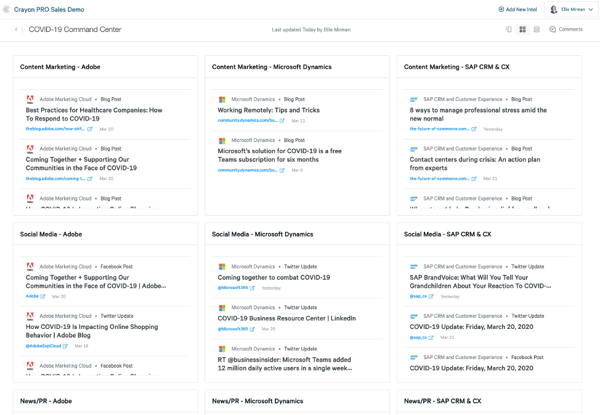 Crayon PRO Sales Demo
Add New Intel
Ellie Mirman
COVID-19 Command Center
Last updated Today by Ellie Mirman
Comments
Content Marketing - Adobe
Adobe Marketing Cloud • Blog Post
Best Practices for Healthcare Companies: How
To Respond to COVID-19
Mar 20
Adobe Marketing Cloud • Blog Post
Coming Together + Supporting Our
Communities in the Face of COVID-19
theblog.adobe.com/coming-t...
Mar 20
Adobe Marketing Cloud • Blog Post
Content Marketing - Microsoft Dynamics
Microsoft Dynamics • Blog Post
Working Remotely: Tips and Tricks
community.dynamics.com/bu...
Mar 23
Microsoft Dynamics • Blog Post
Microsoft's solution for COVID-19 is a free
Teams subscription for six months
community.dynamics.com/bu...
Mar 6
Content Marketing - SAP CRM & CX
SAP CRM and Customer Experience • Blog Post
8 ways to manage professional stress amid the
new normal
the-future-of-commerce.com...
Yesterday
SAP CRM and Customer Experience • Blog Post
Contact centers during crisis: An action plan
from experts
the-future-of-commerce.com...
Mar 21
SAP CRM and Customer Experience • Blog Post
Social Media - Adobe
Adobe Marketing Cloud • Facebook Post
Coming Together + Supporting Our
Communities in the Face of COVID-19 | Adobe...
Adobe
Mar 20
Adobe Marketing Cloud • Twitter Update
How COVID-19 Is Impacting Online Shopping
Behavior | Adobe Blog
@AdobeExpCloud
Mar 18
Adobe Marketing Cloud • Facebook Post
Social Media - Microsoft Dynamics
Microsoft Dynamics • Twitter Update
Coming together to combat COVID-19
@Microsoft365
Yesterday
Microsoft Dynamics • Twitter Update
COVID-19 Business Resource Center | LinkedIn
@Microsoft365
Mar 20
Microsoft Dynamics • Twitter Update
RT @businessinsider: Microsoft Teams added
12 million daily active users in a single week...
Social Media - SAP CRM & CX
SAP CRM and Customer Experience • Twitter Update
SAP BrandVoice: What Will You Tell Your
Grandchildren About Your Reaction To COVID-...
@sap_cx
Yesterday
SAP CRM and Customer Experience • Twitter Update
COVID-19 Update: Friday, March 20, 2020
@sap_cx
Mar 21
SAP CRM and Customer Experience • Facebook Post
COVID-19 Update: Friday, March 20, 2020
News/PR - Adobe
News/PR - Microsoft Dynamics
News/PR - SAP CRM & CX